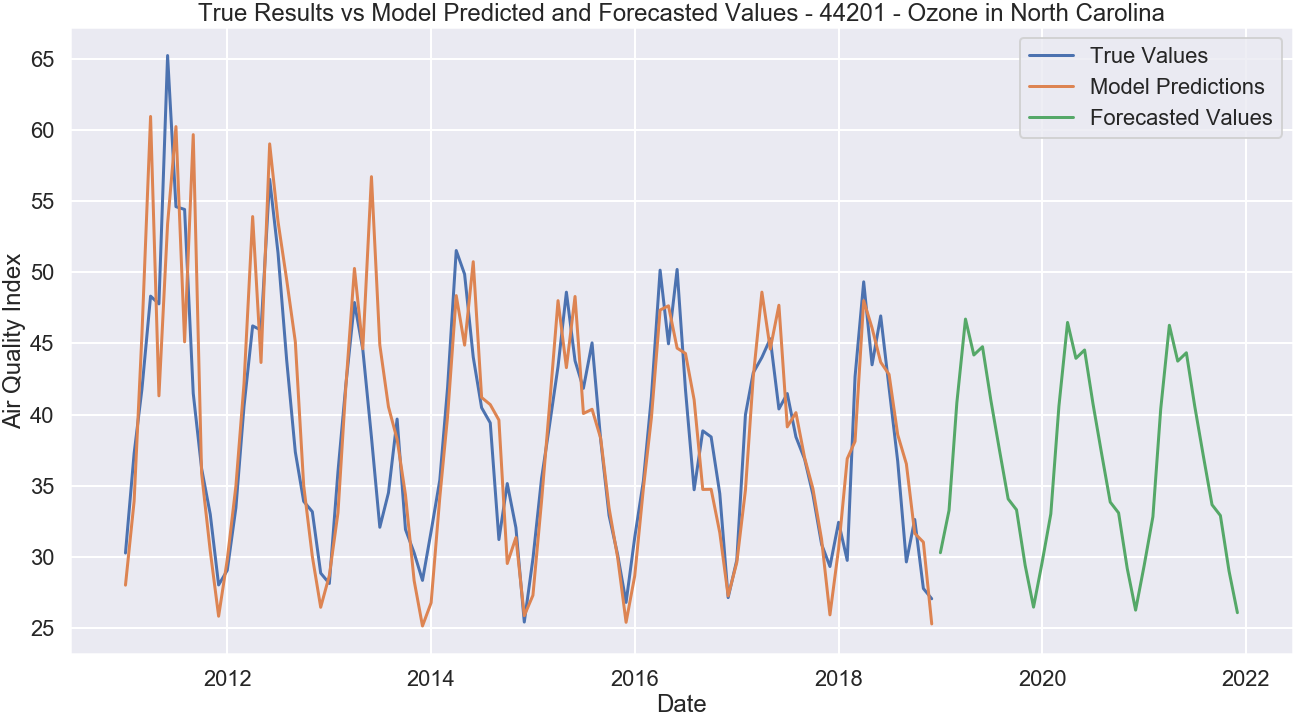 True Results vs Model Predicted and Forecasted Values - 44201 - Ozone in North Carolina
True Values
Model Predictions
Forecasted Values
Air Quality Index
65
60
55
50
45
40
35
30
25
2012 2014 2016 2018 2020 2022
Date